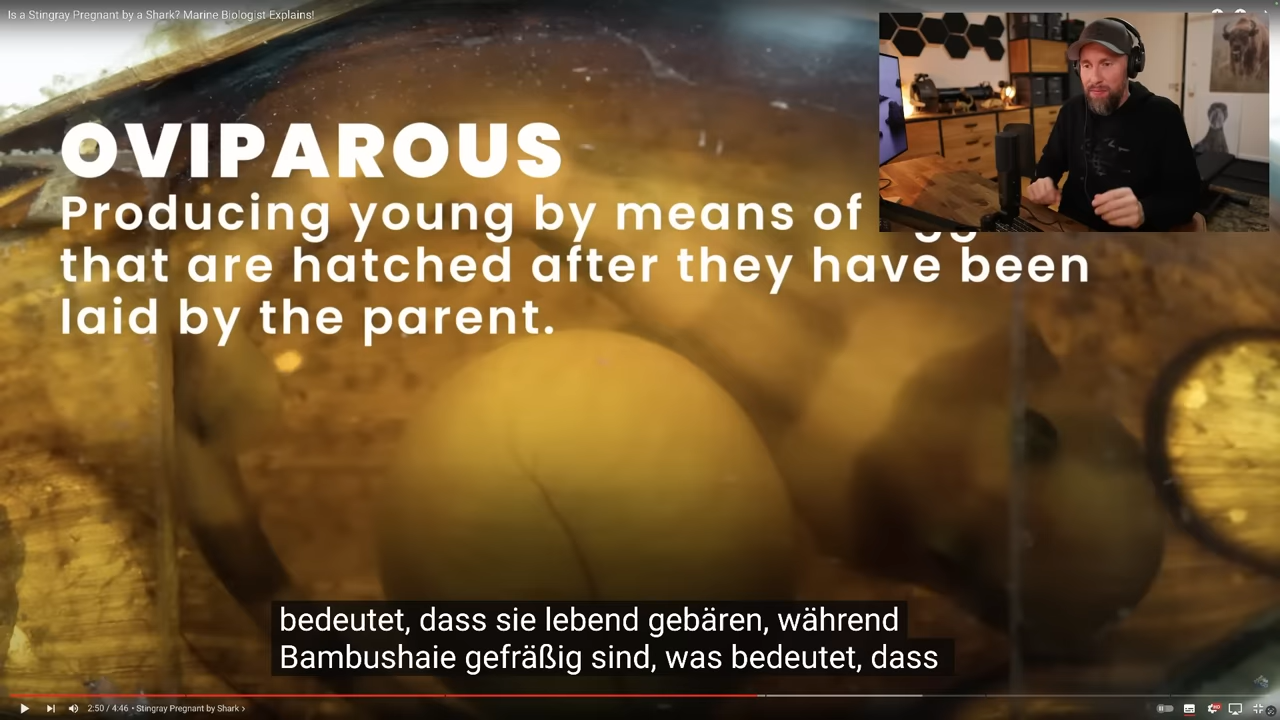 Is a Stingray Pregnant by a Shark? Marine Biologist Explains!
OVIPAROUS
Producing young by means of
that are hatched after they have been
laid by the parent.
bedeutet, dass sie lebend gebären, während
Bambushaie gefräßig sind, was bedeutet, dass
2:50 / 4:46 • Stingray Pregnant by Shark ›